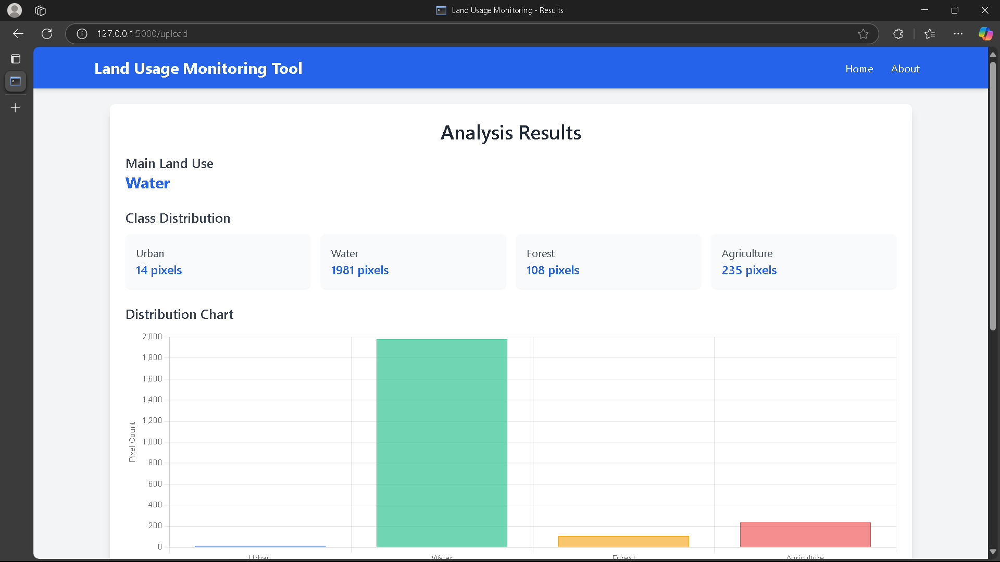 Land Usage Monitoring - Results
127.0.0.1:5000/upload
Land Usage Monitoring Tool
Home About
Analysis Results
Main Land Use
Water
Class Distribution
Urban
14 pixels
Water
1981 pixels
Forest
108 pixels
Agriculture
235 pixels
Distribution Chart
Pixel Count
2,000
1,800
1,600
1,400
1,200
1,000
800
600
400
200
0
Urban Water Forest Agriculture